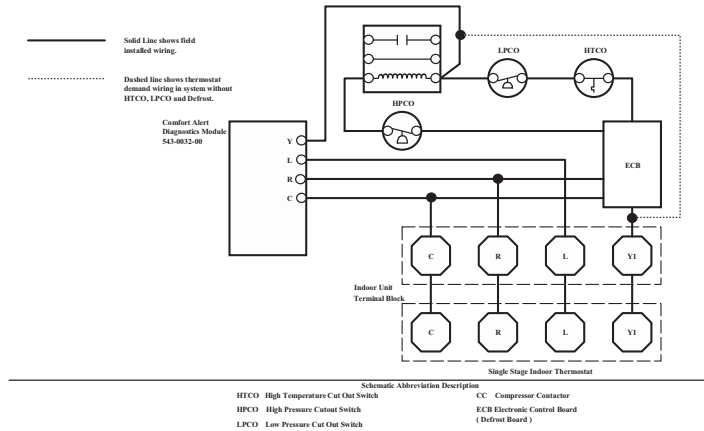 Solid Line shows field
installed wiring.
Dashed line shows thermostat
demand wiring in system without
HTCO, LPCO and Defrost.
LPCO
HTCO
HPCO
Comfort Alert
Diagnostics Module
543-0032-00
Y
L
R
C
ECB
C
R
L
Y1
Indoor Unit
Terminal Block
C
R
L
Y1
Single Stage Indoor Thermostat
Schematic Abbreviation Description
HTCO High Temperature Cut Out Switch
HPCO High Pressure Cutout Switch
LPCO Low Pressure Cut Out Switch
CC Compressor Contactor
ECB Electronic Control Board
( Defrost Board )